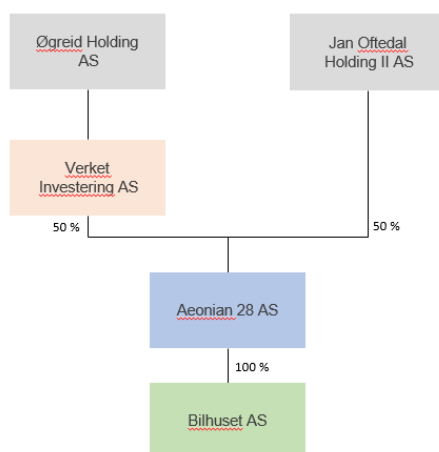 Øgreid Holding
AS
Jan Oftedal
Holding II AS
Verket
Investering AS
50 %
50 %
Aeonian 28 AS
100 %
Bilhuset AS